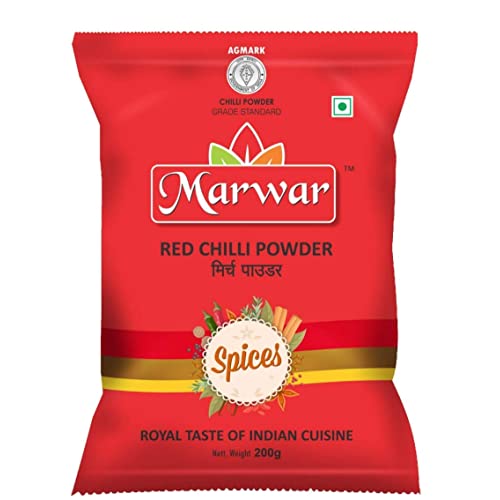 AGMARK
CHILLI POWDER
GRADE STANDARD
Marwar TM
RED CHILLI POWDER
मिर्च पाउडर
Spices
ROYAL TASTE OF INDIAN CUISINE
Nett. Weight 200g